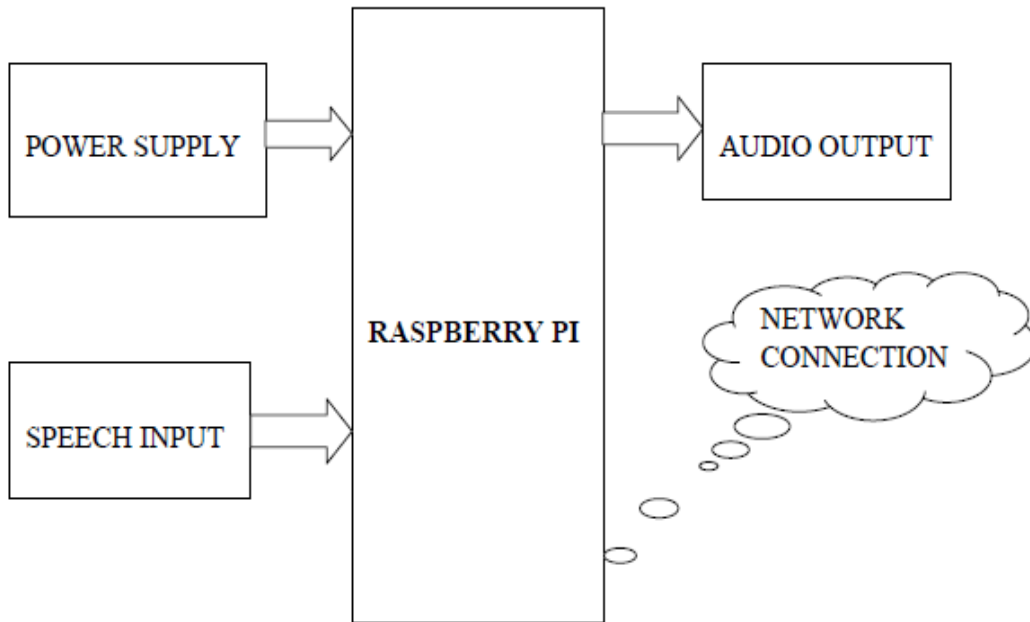 POWER SUPPLY
AUDIO OUTPUT
RASPBERRY PI
NETWORK
CONNECTION
SPEECH INPUT